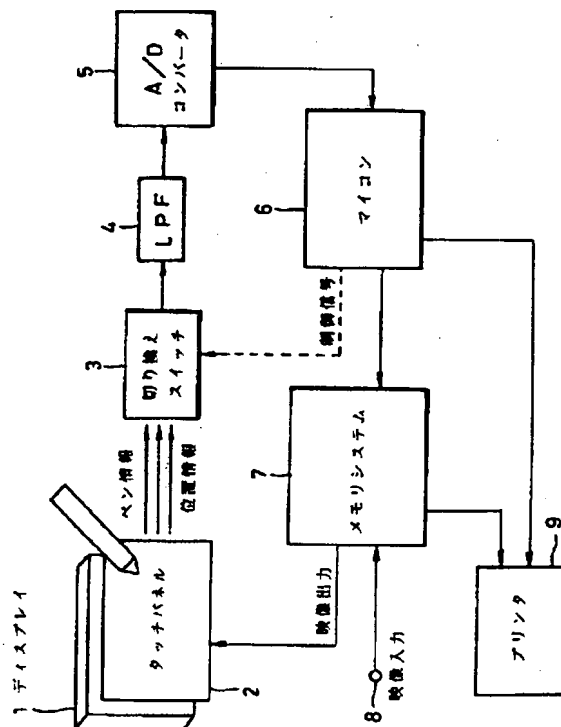 1 ディスプレイ
タッチパネル
2
ペン情報
位置情報
3
切り換え
スイッチ
4
LPF
5
A/D
コンバータ
6
マイコン
制御信号
7
メモリシステム
映像出力
8
映像入力
9
プリンタ